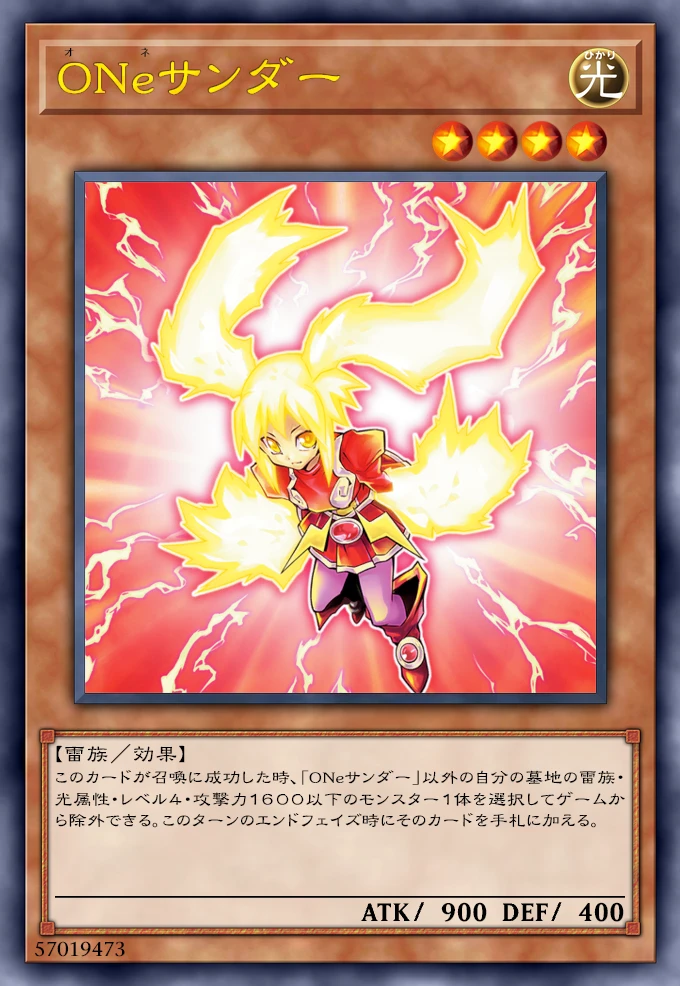 オネ
ONeサンダー
ひかり
光
【雷族／効果】
このカードが召喚に成功した時、「ONeサンダー」以外の自分の墓地の雷族・
光属性・レベル４・攻撃力１６００以下のモンスター１体を選択してゲームか
ら除外できる。このターンのエンドフェイズ時にそのカードを手札に加える。
ATK/ 900 DEF/ 400
57019473